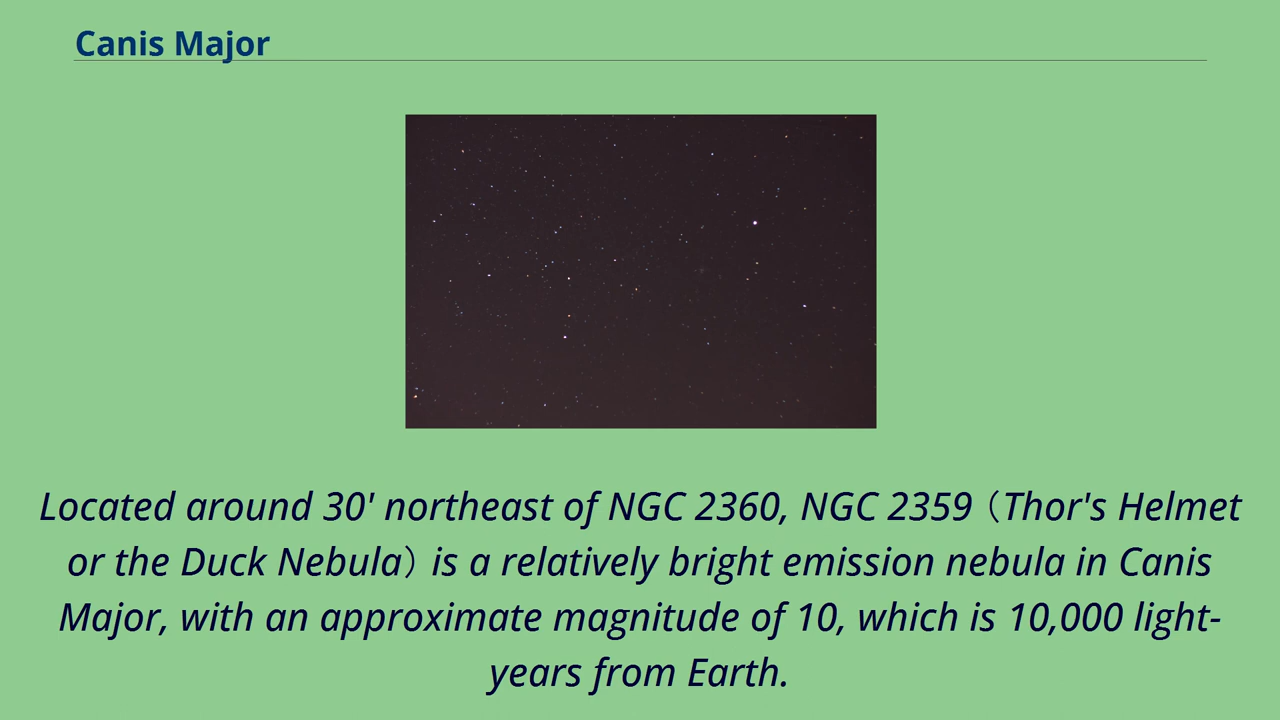 Canis Major
Located around 30' northeast of NGC 2360, NGC 2359（Thor's Helmet
or the Duck Nebula）is a relatively bright emission nebula in Canis
Major, with an approximate magnitude of 10, which is 10,000 light-
years from Earth.